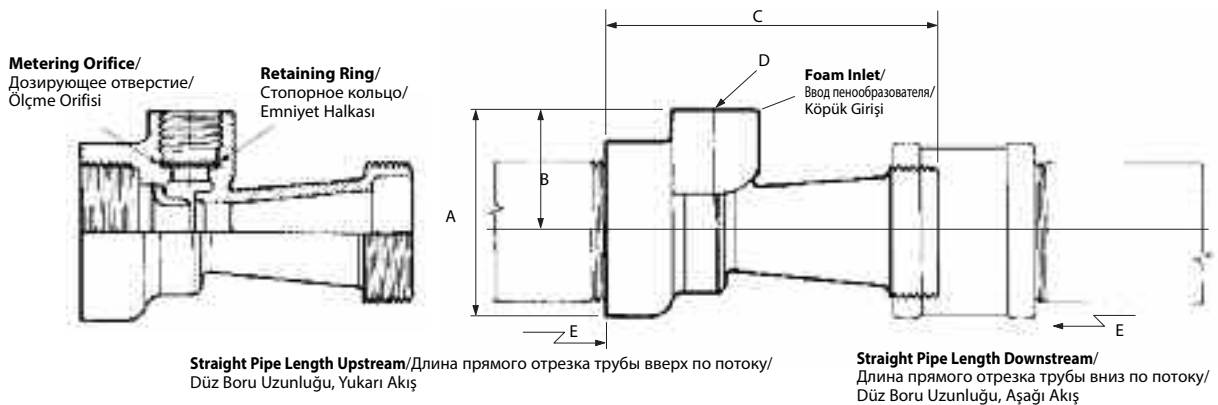 Metering Orifice/
Дозирующее отверстие/
Ölçme Orifisi
Retaining Ring/
Стопорное кольцо/
Emniyet Halkası
C
D
Foam Inlet/
Ввод пенообразователя/
Köpük Girişi
B
A
E
E
Straight Pipe Length Upstream/Длина прямого отрезка трубы вверх по потоку/
Düz Boru Uzunluğu, Yukarı Akış
Straight Pipe Length Downstream/
Длина прямого отрезка трубы вниз по потоку/
Düz Boru Uzunluğu, Aşağı Akış